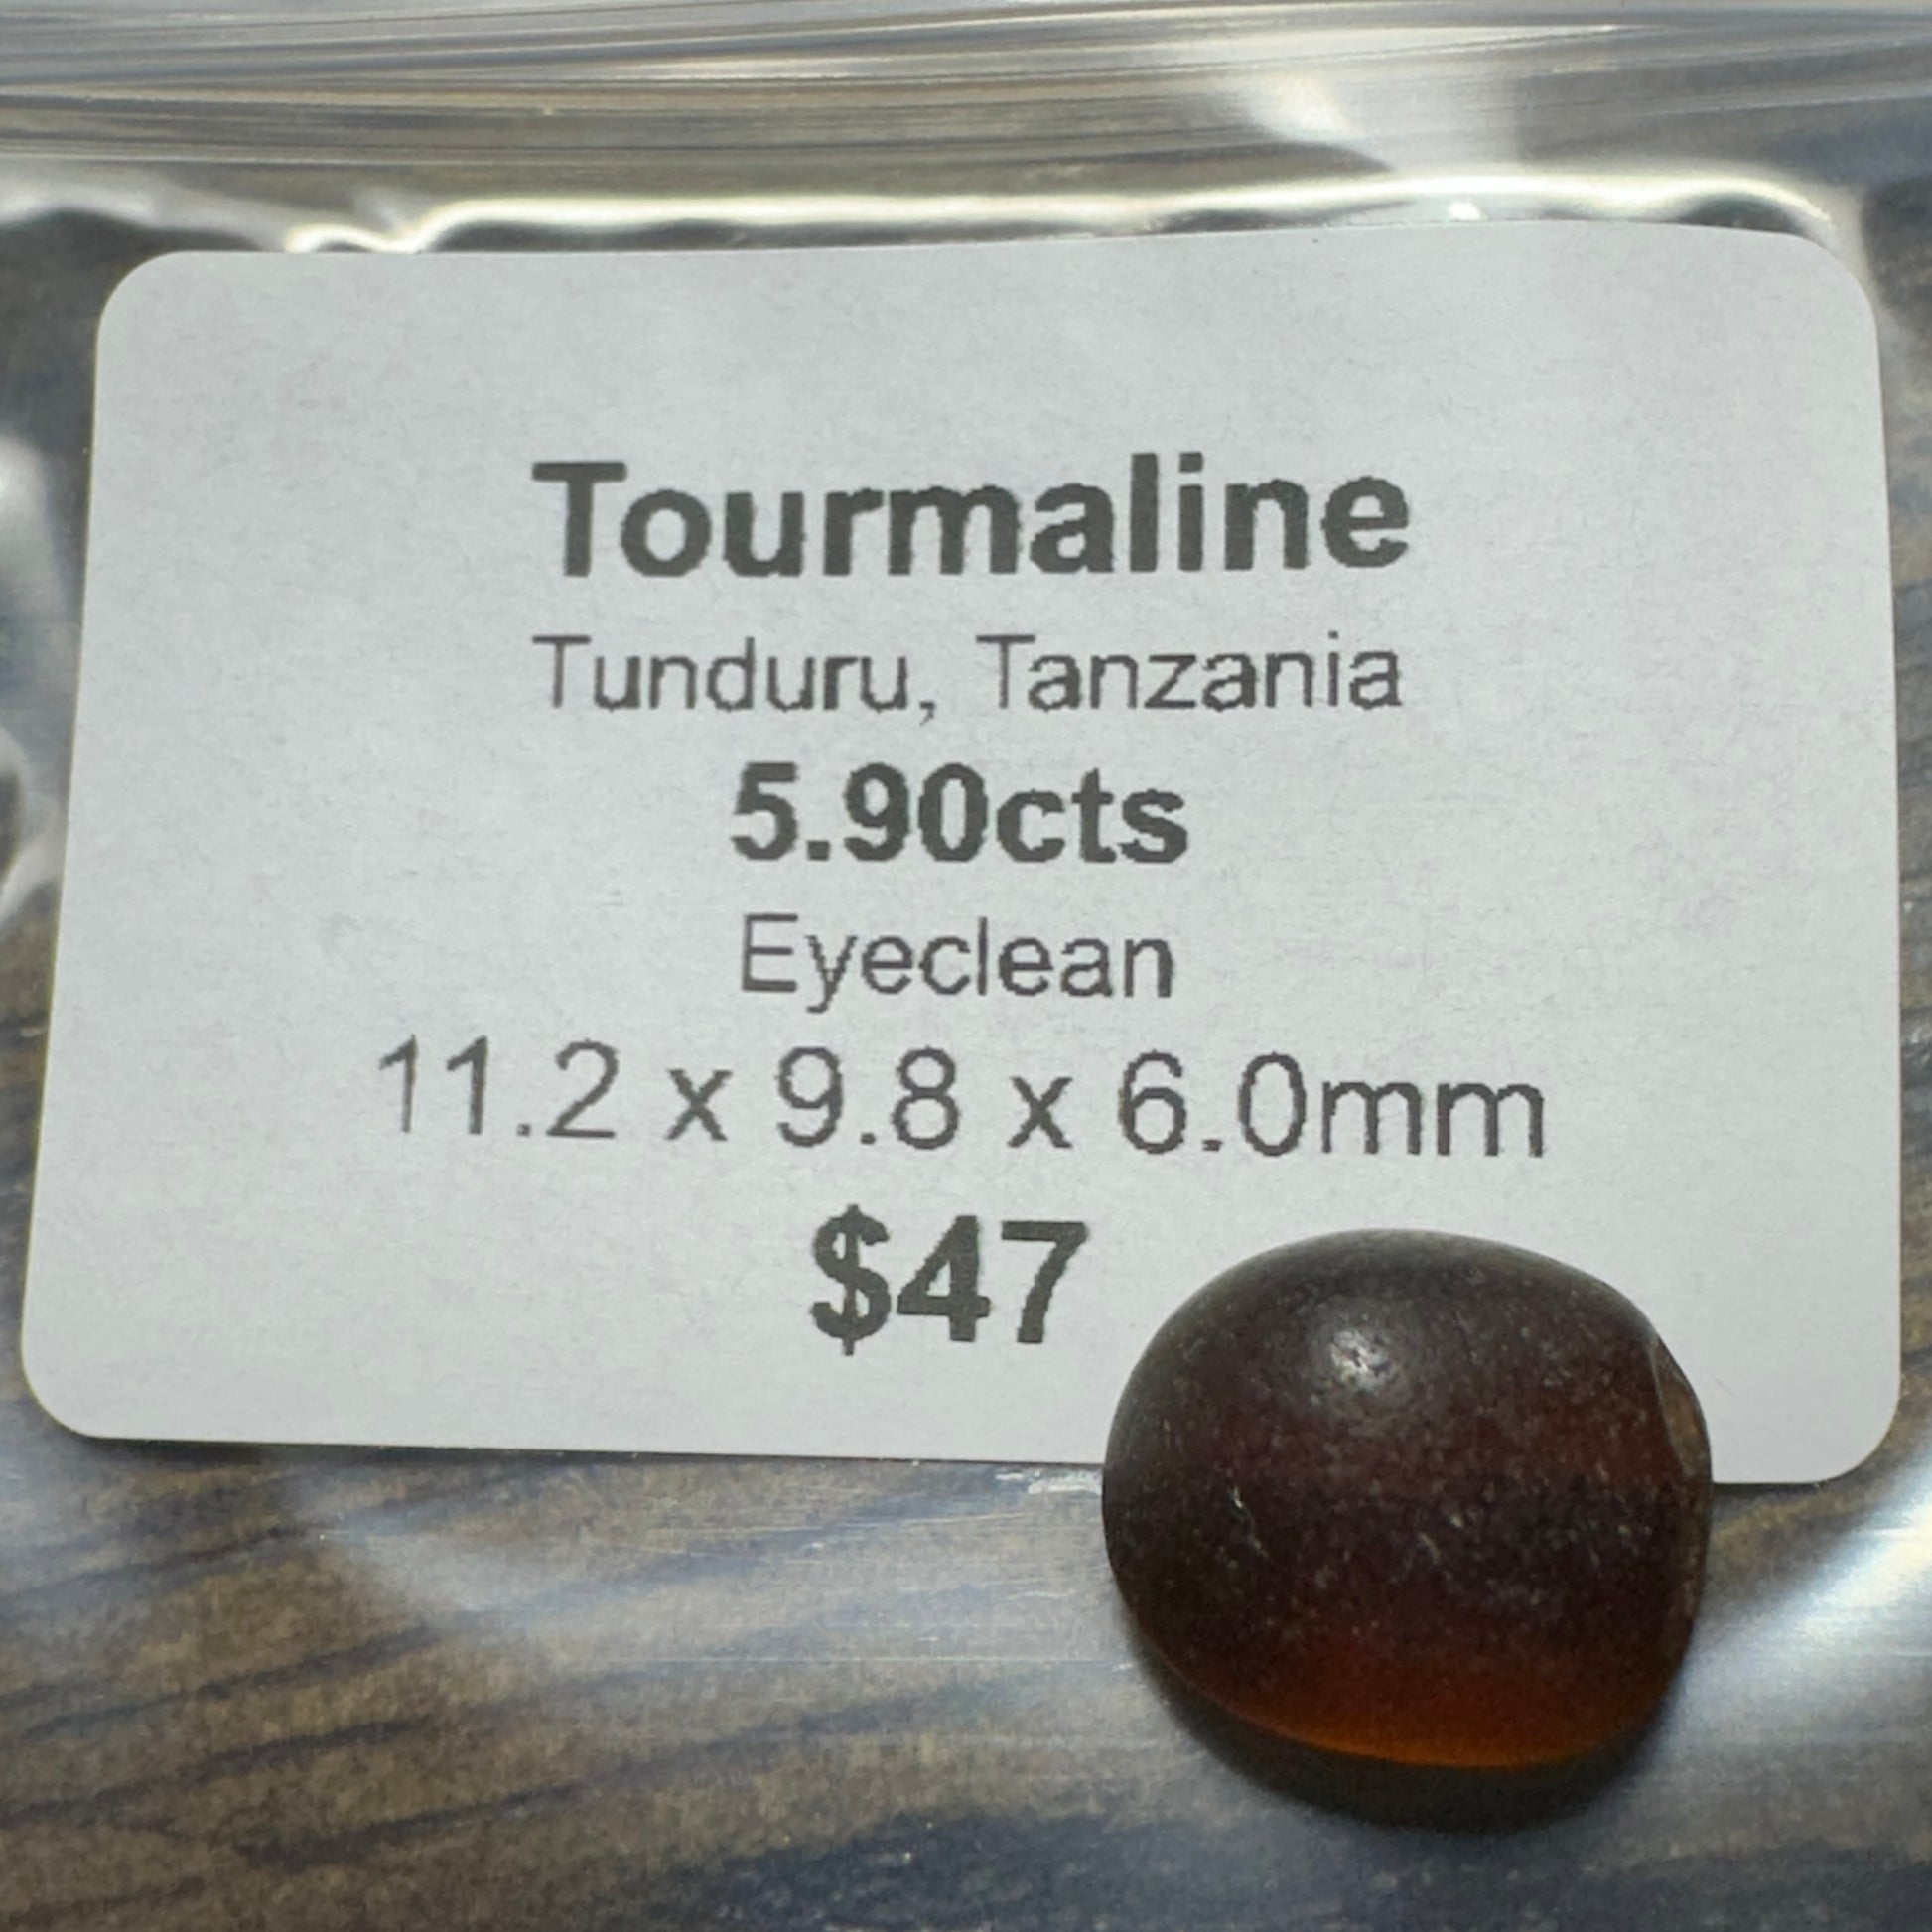 Tourmaline
Tunduru, Tanzania
5.90cts
Eyeclean
11.2 x 9.8 x 6.0mm
$47